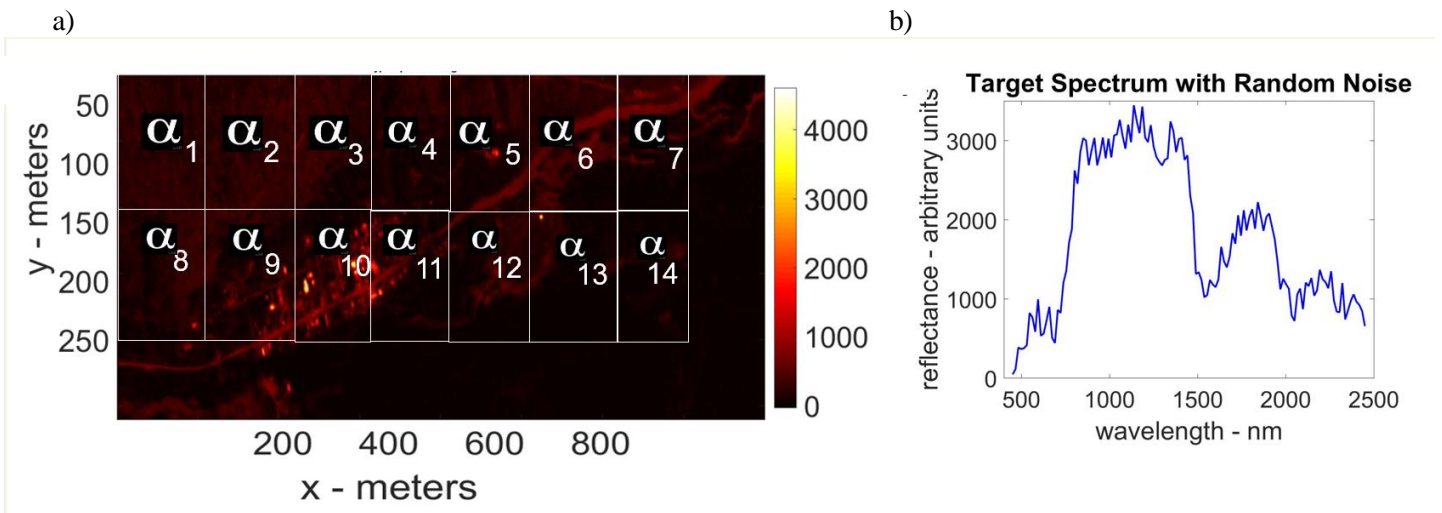 a)
b)
Target Spectrum with Random Noise
α1 α2 α3 α4 α5 α6 α7
α8 α9 α10 α11 α12 α13 α14
50
100
150
200
250
y - meters
200 400 600 800
x - meters
4000
3000
2000
1000
0
reflectance - arbitrary units
3000
2000
1000
0
500 1000 1500 2000 2500
wavelength - nm